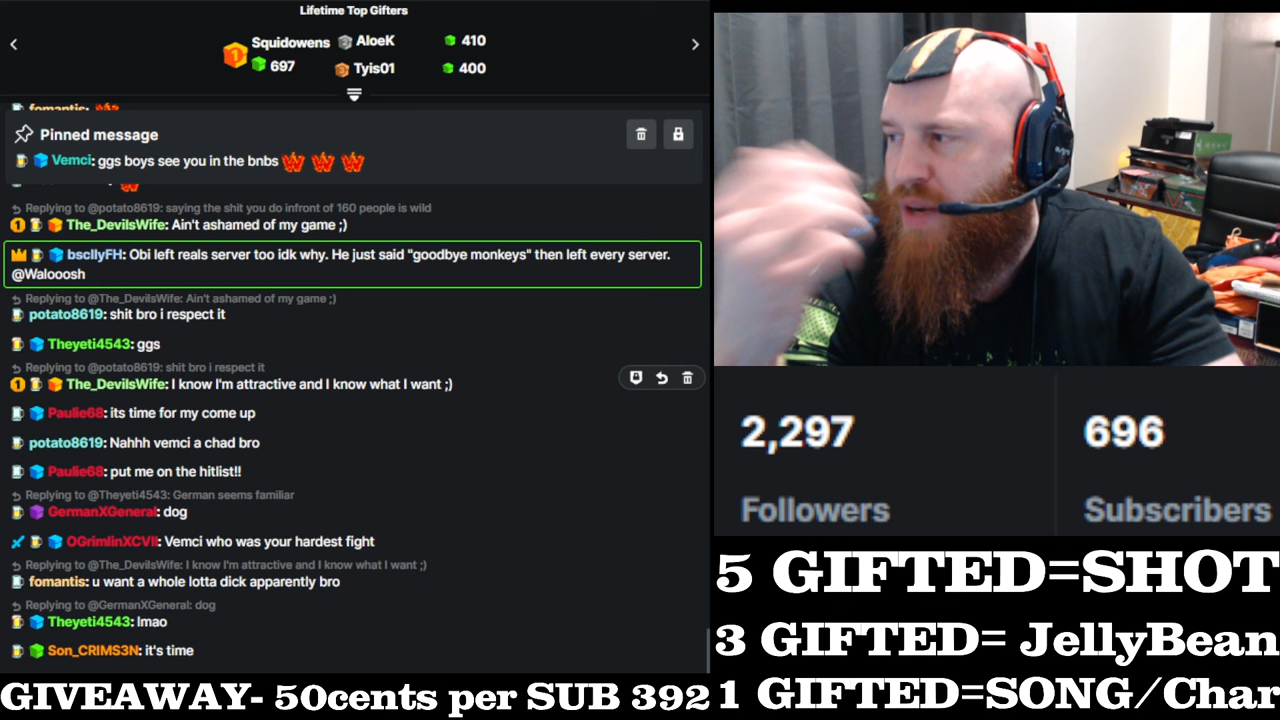 Lifetime Top Gifters
Squidowens
697
AloeK
410
Tyis01
400
fomantis:
Pinned message
Vemci: ggs boys see you in the bnbs
Replying to @potato8619: saying the shit you do infront of 160 people is wild
The_DevilsWife: Ain't ashamed of my game ;)
bscllyFH: Obi left reals server too idk why. He just said "goodbye monkeys" then left every server.
@Walooosh
Replying to @The_DevilsWife: Ain't ashamed of my game ;)
potato8619: shit bro i respect it
Theyeti4543: ggs
Replying to @potato8619: shit bro i respect it
The_DevilsWife: I know I'm attractive and I know what I want ;)
Paulie68: its time for my come up
potato8619: Nahhh vemci a chad bro
Paulie68: put me on the hitlist!!
Replying to @Theyeti4543: German seems familiar
GermanXGeneral: dog
OGrimlinXCVII: Vemci who was your hardest fight
Replying to @The_DevilsWife: I know I'm attractive and I know what I want ;)
fomantis: u want a whole lotta dick apparently bro
Replying to @GermanXGeneral: dog
Theyeti4543: lmao
Son_CRIMS3N: it's time
GIVEAWAY- 50cents per SUB 392
2,297
Followers
696
Subscribers
5 GIFTED=SHOT
3 GIFTED= JellyBean
1 GIFTED=SONG/Char